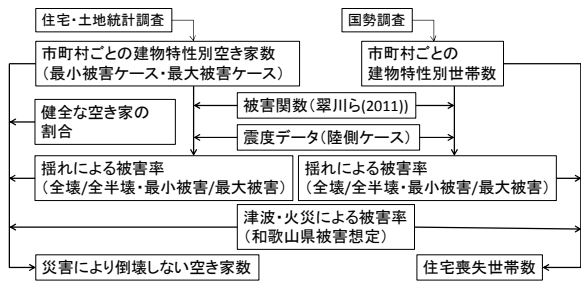 住宅・土地統計調査
国勢調査
市町村ごとの建物特性別空き家数
（最小被害ケース・最大被害ケース）
市町村ごとの
建物特性別世帯数
被害関数（翠川ら(2011))
健全な空き家の
割合
震度データ（陸側ケース）
揺れによる被害率
（全壊/全半壊・最小被害/最大被害）
揺れによる被害率
（全壊/全半壊・最小被害/最大被害）
津波・火災による被害率
（和歌山県被害想定）
災害により倒壊しない空き家数
住宅喪失世帯数